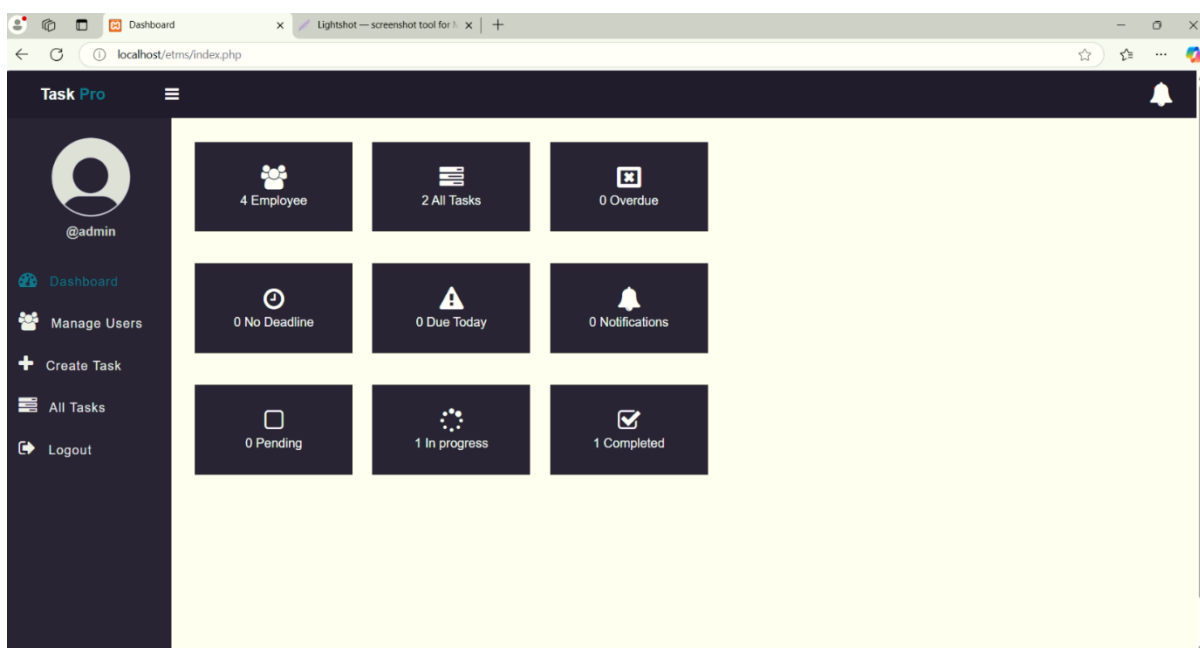 Dashboard
Lightshot — screenshot tool for
localhost/etms/index.php
Task Pro
@admin
Dashboard
Manage Users
Create Task
All Tasks
Logout
4 Employee
2 All Tasks
0 Overdue
0 No Deadline
0 Due Today
0 Notifications
0 Pending
1 In progress
1 Completed